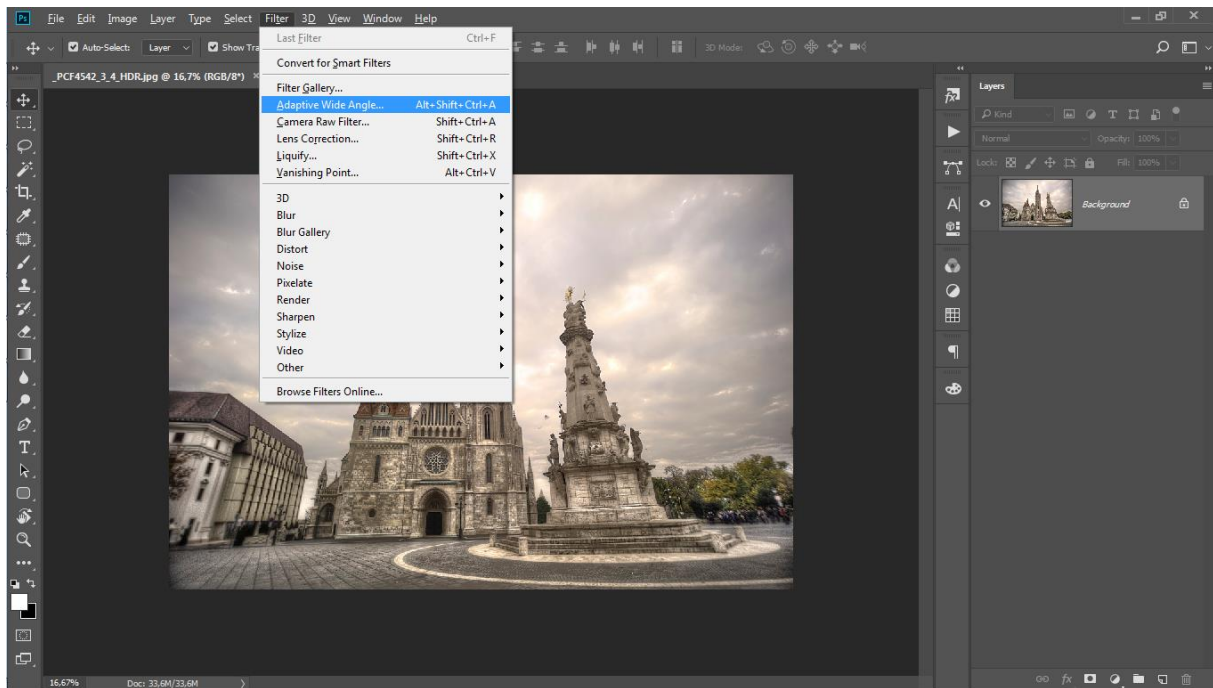 Ps File Edit Image Layer Type Select Filter 3D View Window Help
Auto-Select: Layer Show Tra 3D Mode:
_PCF4542_3_4_HDR.jpg @ 16,7% (RGB/8*) ×
Last Filter Ctrl+F
Convert for Smart Filters
Filter Gallery...
Adaptive Wide Angle... Alt+Shift+Ctrl+A
Camera Raw Filter... Shift+Ctrl+A
Lens Correction... Shift+Ctrl+R
Liquify... Shift+Ctrl+X
Vanishing Point... Alt+Ctrl+V
3D
Blur
Blur Gallery
Distort
Noise
Pixelate
Render
Sharpen
Stylize
Video
Other
Browse Filters Online...
Layers
Kind
Normal Opacity: 100%
Lock: Fill: 100%
Background
fx
16,67% Doc: 33,6M/33,6M